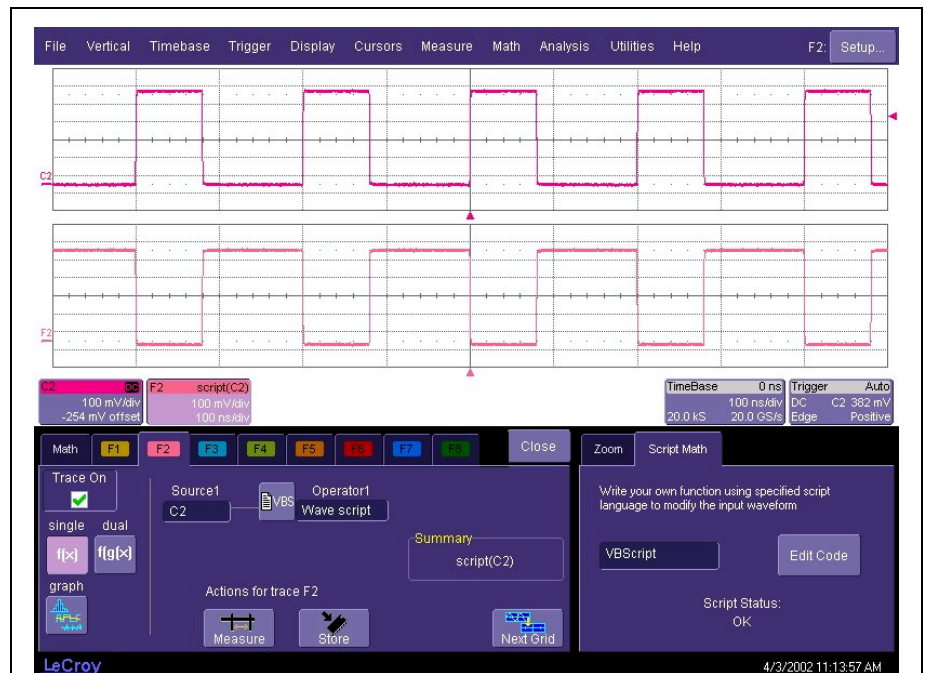 File Vertical Timebase Trigger Display Cursors Measure Math Analysis Utilities Help F2: Setup...
C2
F2
C2 DC
100 mV/div
-254 mV offset
F2 script(C2)
100 mV/div
100 ns/div
TimeBase 0 ns
100 ns/div
20.0 kS 20.0 GS/s
Trigger Auto
DC C2 382 mV
Edge Positive
Math F1 F2 F3 F4 F5 F6 F7 F8 Close
Zoom Script Math
Trace On
single dual
f(x) f(g(x)
graph
Source1
C2
VBS
Operator1
Wave script
Summary
script(C2)
Actions for trace F2
Measure Store Next Grid
Write your own function using specified script
language to modify the input waveform
VBScript Edit Code
Script Status:
OK
LeCroy 4/3/2002 11:13:57 AM